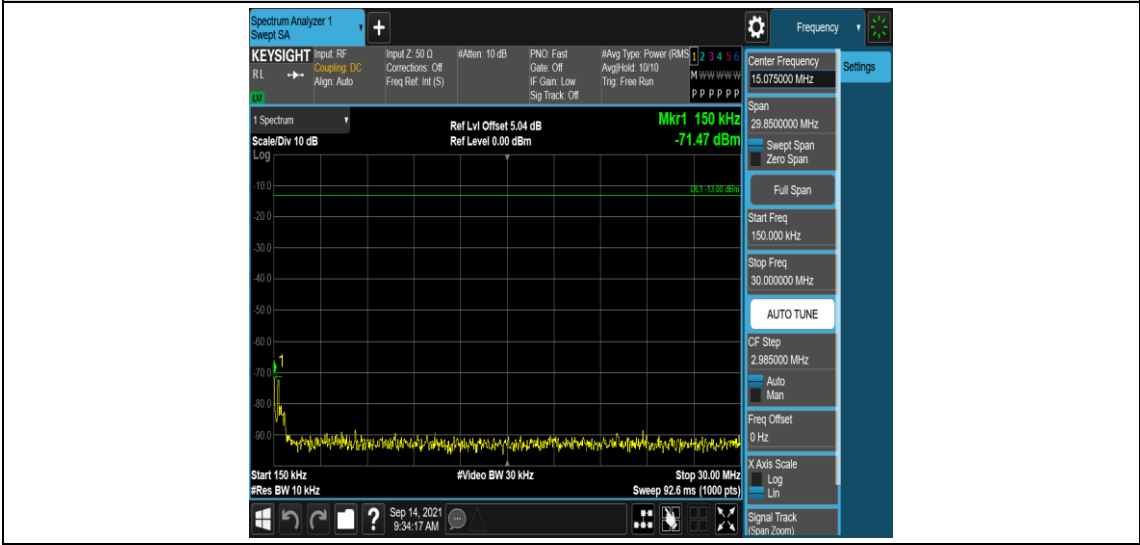 Spectrum Analyzer 1
Swept SA
+
Frequency
KEYSIGHT
RL
LM
Input: RF
Coupling: DC
Align: Auto
Input Z: 50 Ω
Corrections: Off
Freq Ref: Int (S)
#Atten: 10 dB
PNO: Fast
Gate: Off
IF Gain: Low
Sig Track: Off
#Avg Type: Power (RMS
Avg|Hold: 10/10
Trig: Free Run
1 2 3 4 5 6
M W W W W W
P P P P P P
1 Spectrum
Scale/Div 10 dB
Log
Ref Lvl Offset 5.04 dB
Ref Level 0.00 dBm
Mkr1 150 kHz
-71.47 dBm
DL1 -13.00 dBm
-10.0
-20.0
-30.0
-40.0
-50.0
-60.0
-70.0
-80.0
-90.0
1
Start 150 kHz
#Res BW 10 kHz
#Video BW 30 kHz
Stop 30.00 MHz
Sweep 92.6 ms (1000 pts)
Center Frequency
15.075000 MHz
Settings
Span
29.8500000 MHz
Swept Span
Zero Span
Full Span
Start Freq
150.000 kHz
Stop Freq
30.000000 MHz
AUTO TUNE
CF Step
2.985000 MHz
Auto
Man
Freq Offset
0 Hz
X Axis Scale
Log
Lin
Signal Track
(Span Zoom)
?
Sep 14, 2021
9:34:17 AM